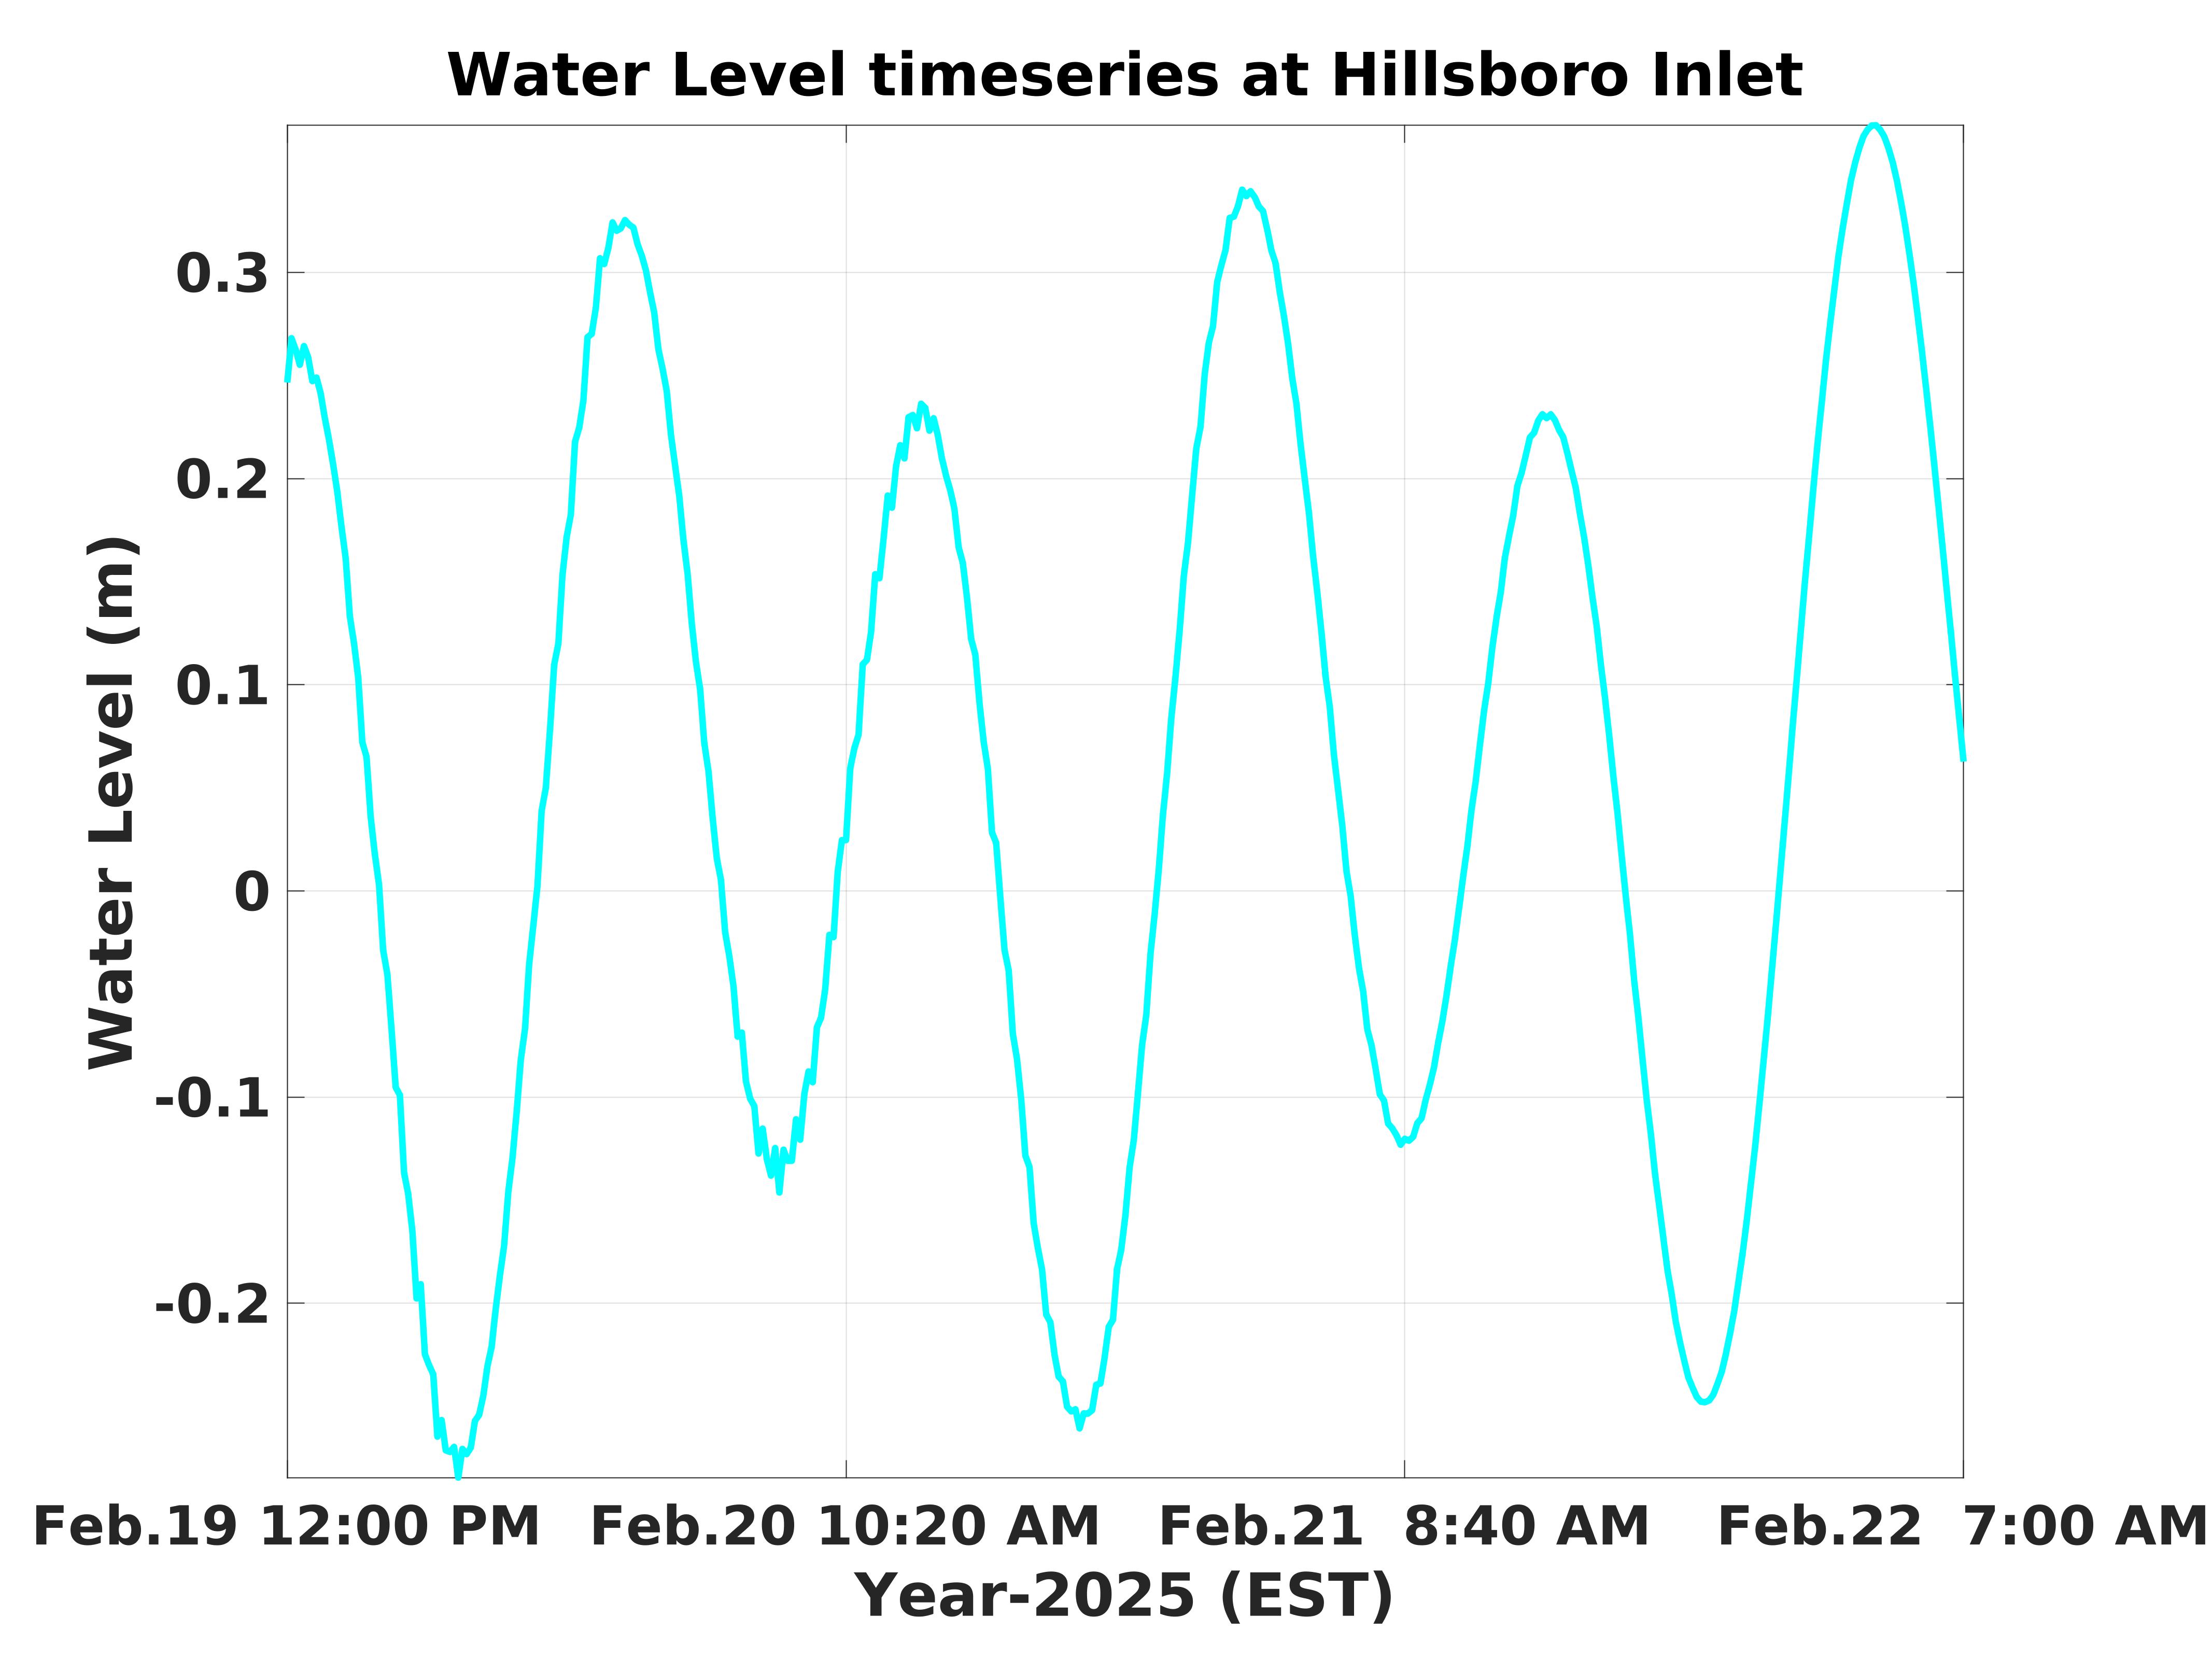 Water Level timeseries at Hillsboro Inlet
Water Level (m)
0.3
0.2
0.1
0
-0.1
-0.2
Feb.19 12:00 PM Feb.20 10:20 AM Feb.21 8:40 AM Feb.22 7:00 AM
Year-2025 (EST)